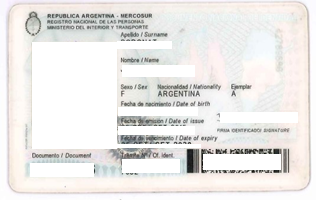 REPUBLICA ARGENTINA - MERCOSUR
REGISTRO NACIONAL DE LAS PERSONAS
MINISTERIO DEL INTERIOR Y TRANSPORTE
Apellido / Surname
Nombre / Name
Sexo / Sex Nacionalidad / Nationality Ejemplar
F ARGENTINA A
Fecha de nacimiento / Date of birth
Fecha de emisión / Date of issue
FIRMA IDENTIFICADO/ SIGNATURE
Fecha de vencimiento / Date of expiry
Documento / Document Trámite N° / Of. Ident.